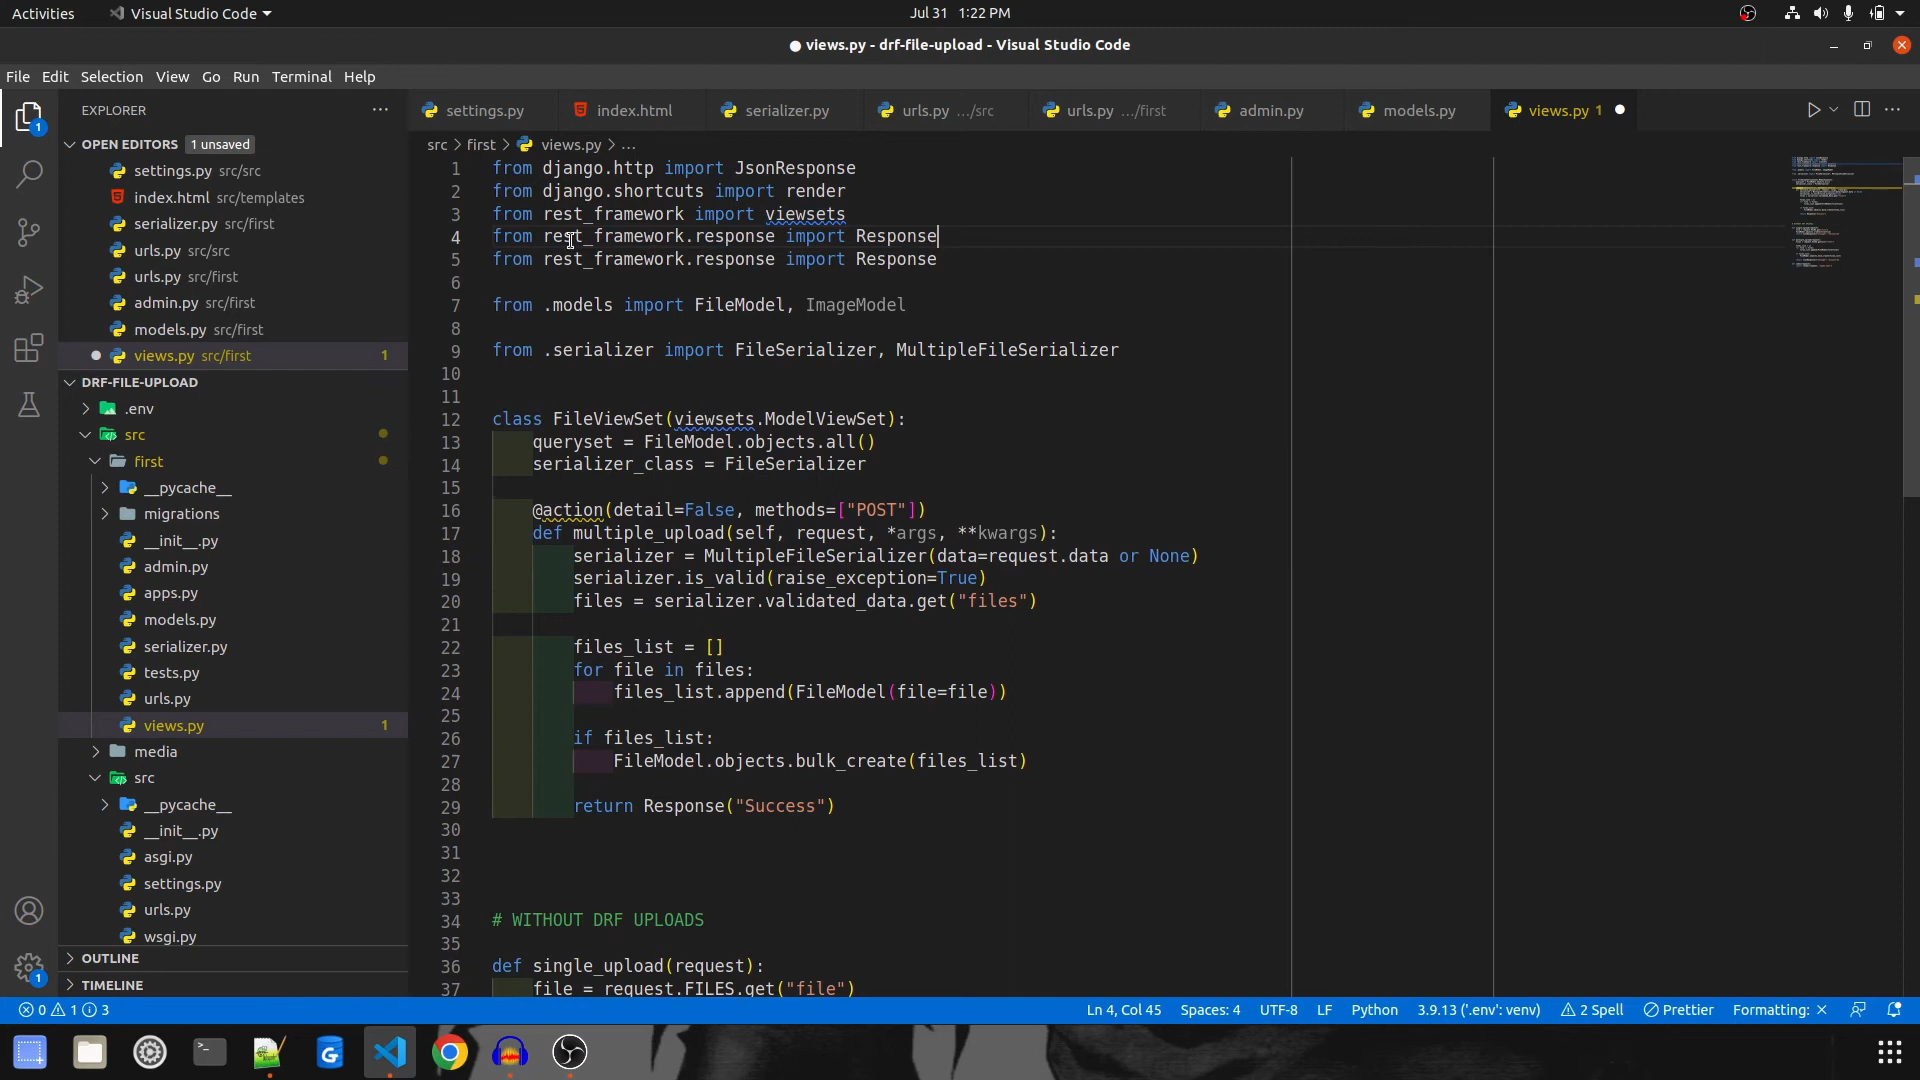 Activities
Visual Studio Code
Jul 31 1:22 PM
● views.py - drf-file-upload - Visual Studio Code
File Edit Selection View Go Run Terminal Help
EXPLORER
settings.py
index.html
serializer.py
urls.py .../src
urls.py .../first
admin.py
models.py
views.py 1
OPEN EDITORS 1 unsaved
settings.py src/src
index.html src/templates
serializer.py src/first
urls.py src/src
urls.py src/first
admin.py src/first
models.py src/first
views.py src/first 1
DRF-FILE-UPLOAD
.env
src
first
__pycache__
migrations
__init__.py
admin.py
apps.py
models.py
serializer.py
tests.py
urls.py
views.py 1
media
src
__pycache__
__init__.py
asgi.py
settings.py
urls.py
wsgi.py
OUTLINE
TIMELINE
1
1
src > first > views.py > ...
1 from django.http import JsonResponse
2 from django.shortcuts import render
3 from rest_framework import viewsets
4 from rest_framework.response import Response
5 from rest_framework.response import Response
6
7 from .models import FileModel, ImageModel
8
9 from .serializer import FileSerializer, MultipleFileSerializer
10
11
12 class FileViewSet(viewsets.ModelViewSet):
13 queryset = FileModel.objects.all()
14 serializer_class = FileSerializer
15
16 @action(detail=False, methods=["POST"])
17 def multiple_upload(self, request, *args, **kwargs):
18 serializer = MultipleFileSerializer(data=request.data or None)
19 serializer.is_valid(raise_exception=True)
20 files = serializer.validated_data.get("files")
21
22 files_list = []
23 for file in files:
24 files_list.append(FileModel(file=file))
25
26 if files_list:
27 FileModel.objects.bulk_create(files_list)
28
29 return Response("Success")
30
31
32
33
34 # WITHOUT DRF UPLOADS
35
36 def single_upload(request):
37 file = request.FILES.get("file")
0 1 3
Ln 4, Col 45 Spaces: 4 UTF-8 LF Python 3.9.13 ('.env': venv) 2 Spell Prettier Formatting: ×